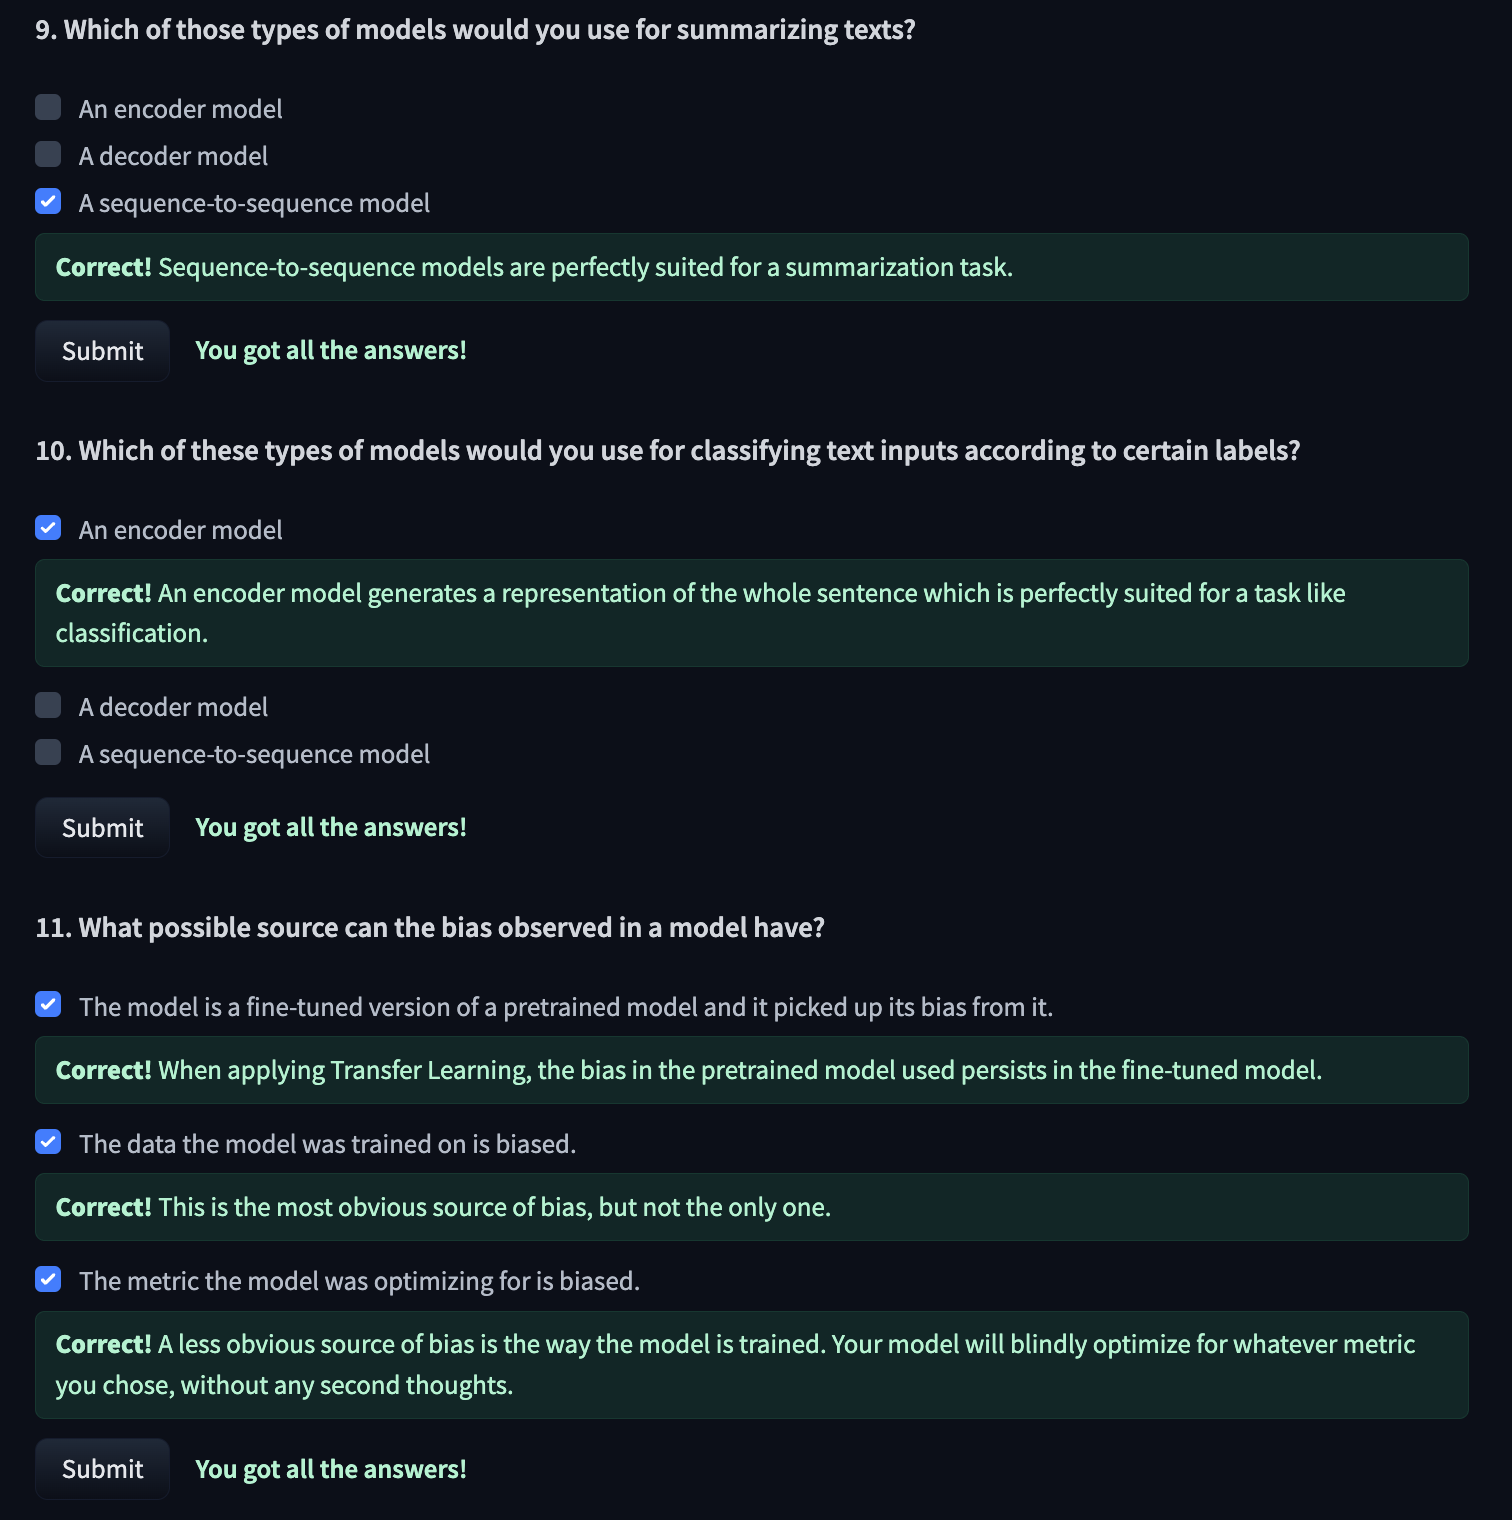 9. Which of those types of models would you use for summarizing texts?
An encoder model
A decoder model
A sequence-to-sequence model
Correct! Sequence-to-sequence models are perfectly suited for a summarization task.
Submit You got all the answers!
10. Which of these types of models would you use for classifying text inputs according to certain labels?
An encoder model
Correct! An encoder model generates a representation of the whole sentence which is perfectly suited for a task like
classification.
A decoder model
A sequence-to-sequence model
Submit You got all the answers!
11. What possible source can the bias observed in a model have?
The model is a fine-tuned version of a pretrained model and it picked up its bias from it.
Correct! When applying Transfer Learning, the bias in the pretrained model used persists in the fine-tuned model.
The data the model was trained on is biased.
Correct! This is the most obvious source of bias, but not the only one.
The metric the model was optimizing for is biased.
Correct! A less obvious source of bias is the way the model is trained. Your model will blindly optimize for whatever metric
you chose, without any second thoughts.
Submit You got all the answers!